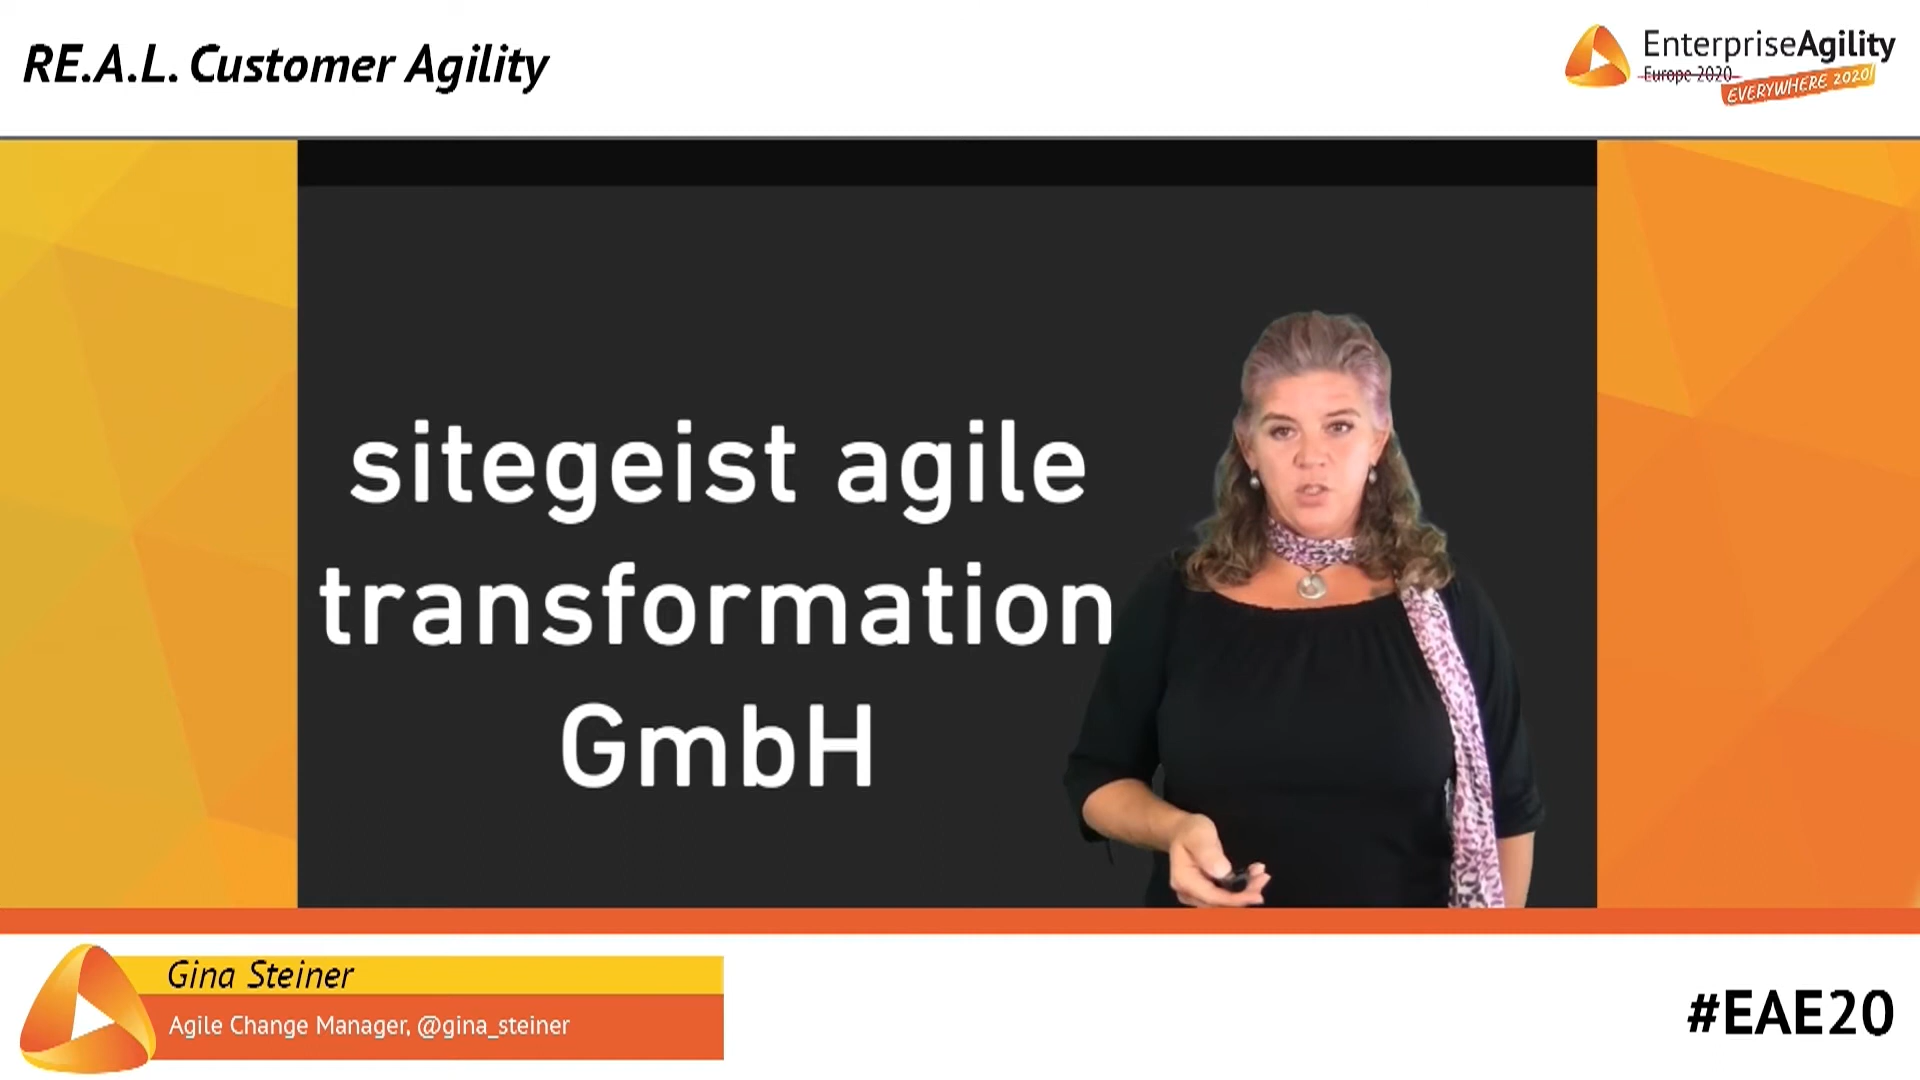 RE.A.L. Customer Agility
EnterpriseAgility
Europe 2020
EVERYWHERE 2020!
sitegeist agile
transformation
GmbH
Gina Steiner
Agile Change Manager, @gina_steiner
#EAE20